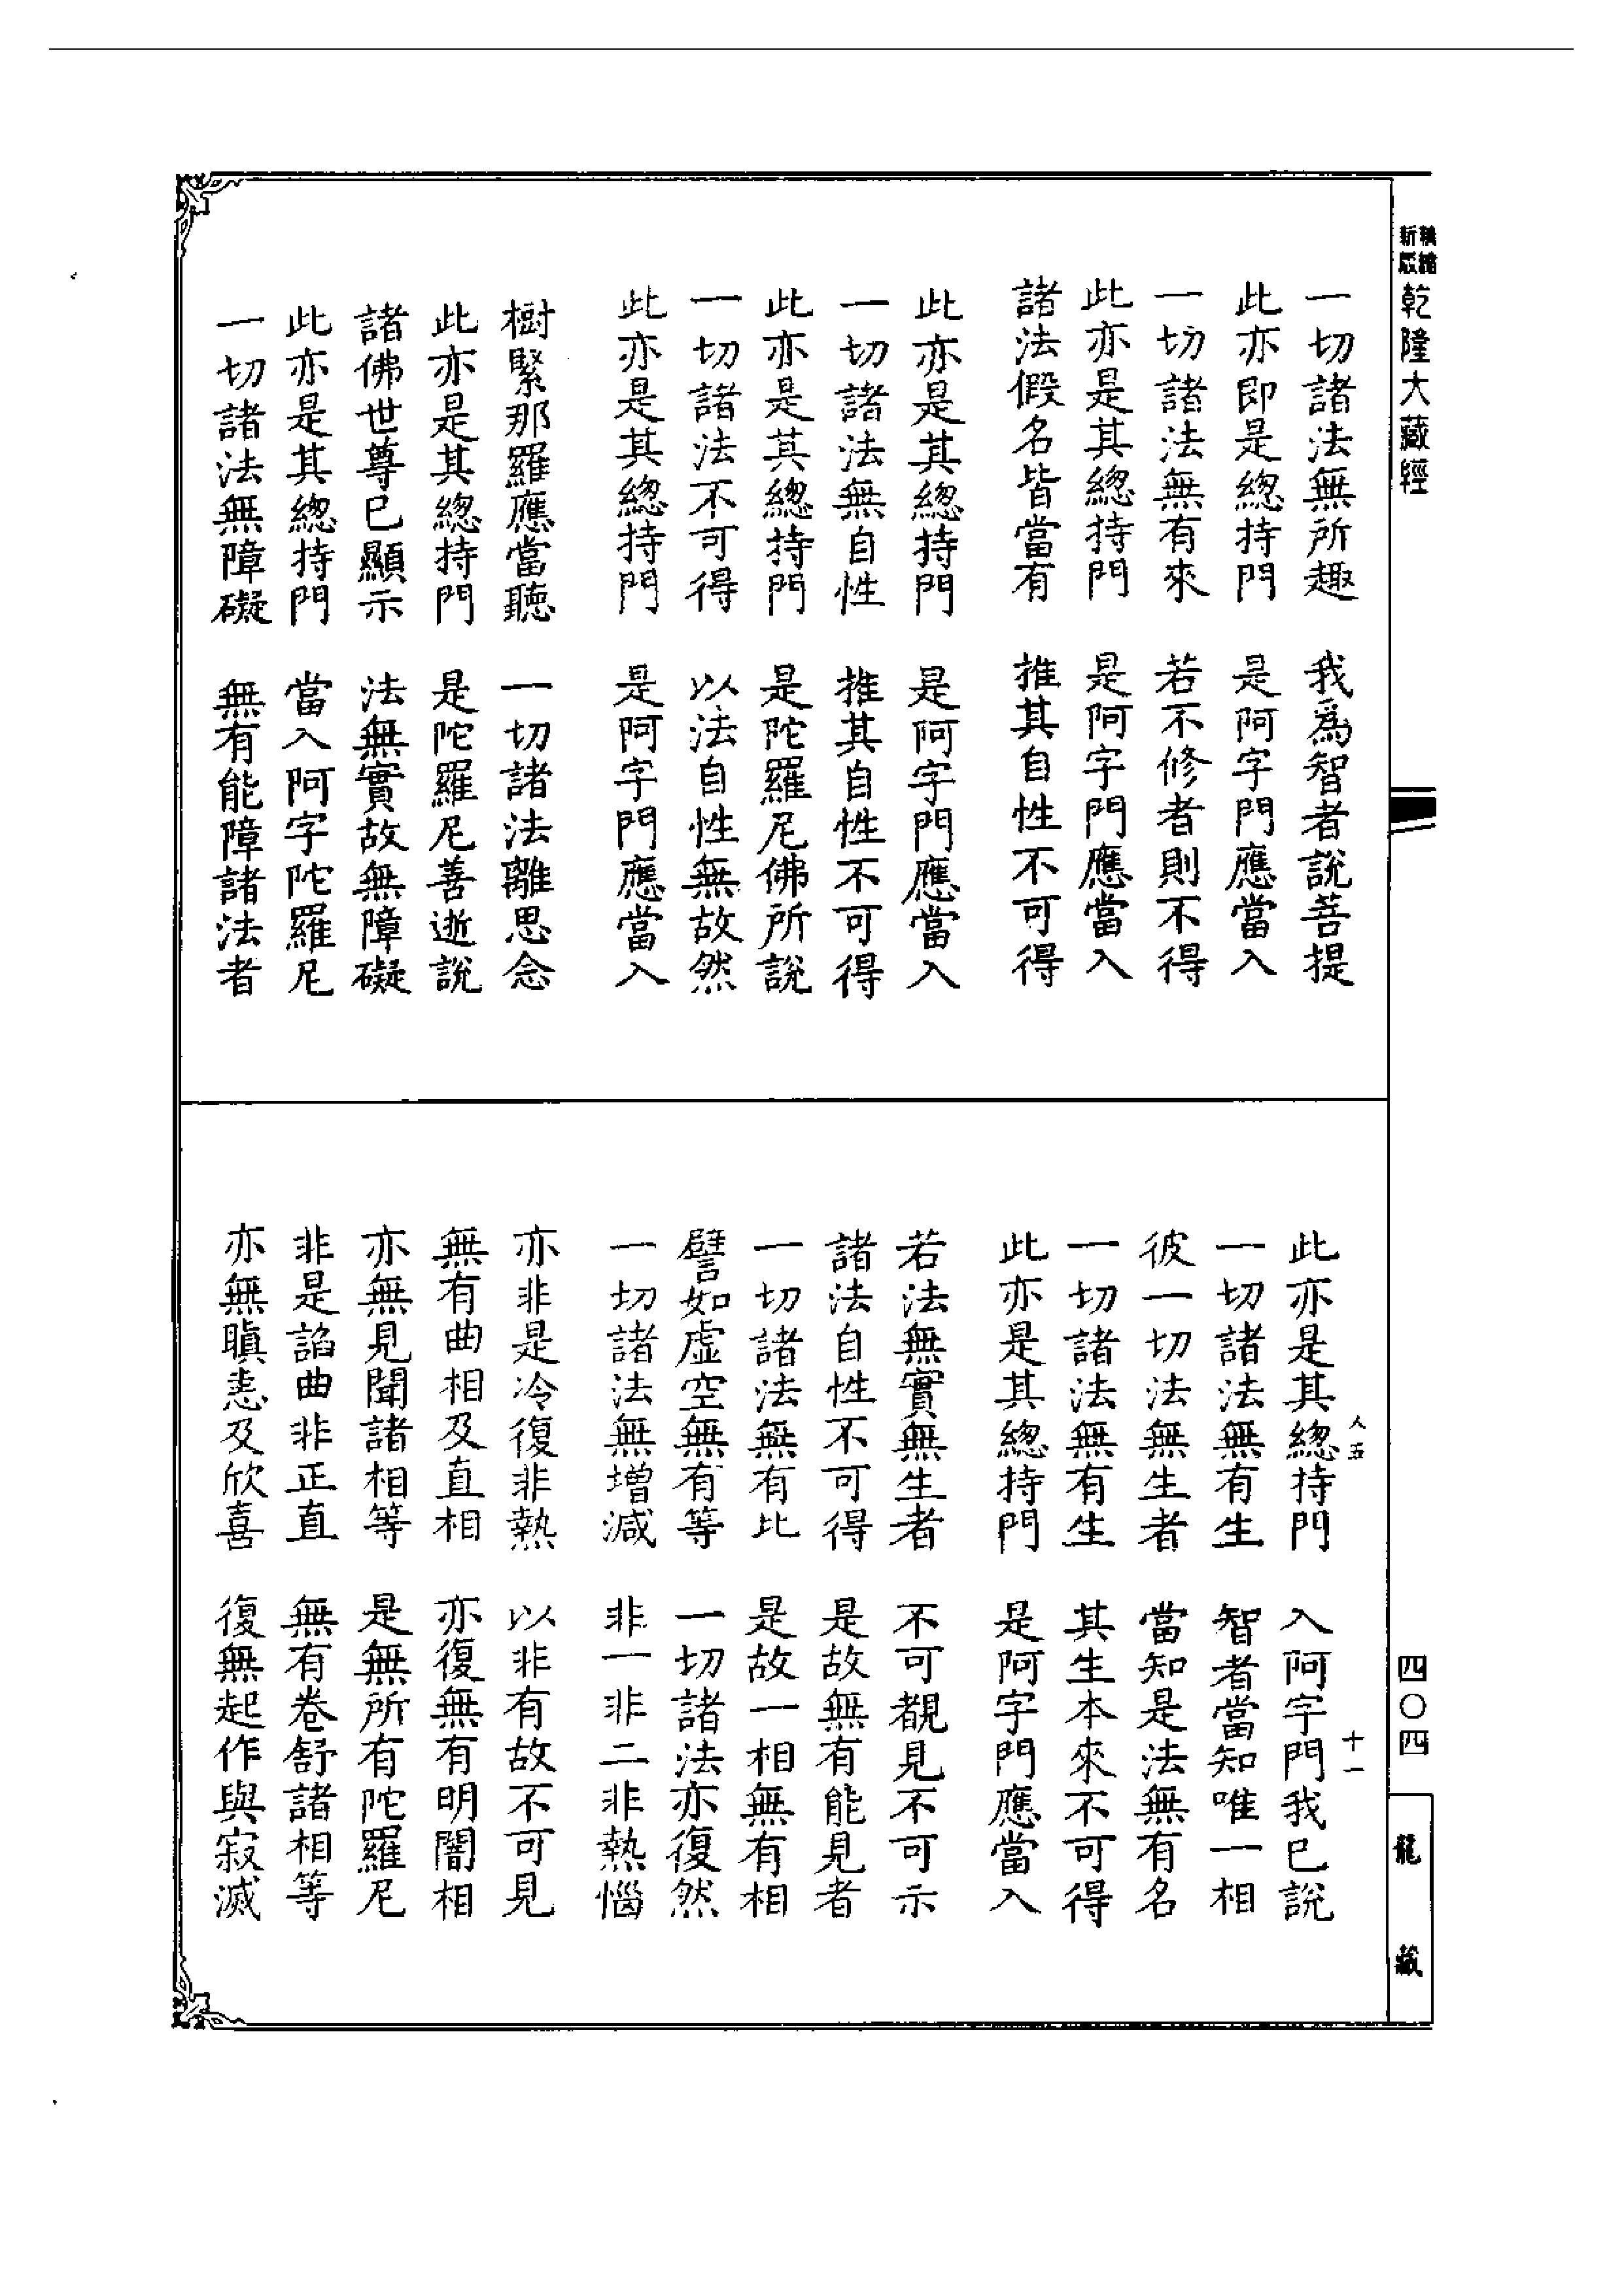 新縮
版乾隆大藏經
一切諸法無所趣　我為智者說菩提
此亦即是總持門　是阿字門應當入
一切諸法無有來　若不修者則不得
此亦是其總持門　是阿字門應當入
諸法假名皆當有　推其自性不可得
此亦是其總持門　是阿字門應當入
一切諸法無自性　推其自性不可得
此亦是其總持門　是陀羅尼佛所說
一切諸法不可得　以法自性無故然
此亦是其總持門　是阿字門應當入
樹緊那羅應當聽　一切諸法離思念
此亦是其總持門　是陀羅尼善逝說
諸佛世尊已顯示　法無實故無障礙
此亦是其總持門　當入阿字陀羅尼
一切諸法無障礙　無有能障諸法者
人五　十一
此亦是其總持門　入阿字門我已說
一切諸法無有生　智者當知唯一相
彼一切法無生者　當知是法無有名
一切諸法無有生　其生本來不可得
此亦是其總持門　是阿字門應當入
若法無實無生者　不可覩見不可示
諸法自性不可得　是故無有能見者
一切諸法無有比　是故一相無有相
譬如虛空無有等　一切諸法亦復然
一切諸法無增減　非一非二非熱惱
亦非是冷復非熱　以非有故不可見
無有曲相及直相　亦復無有明闇相
亦無見聞諸相等　是無所有陀羅尼
非是諂曲非正直　無有卷舒諸相等
亦無瞋恚及欣喜　復無起作與寂滅
四〇四
龍藏